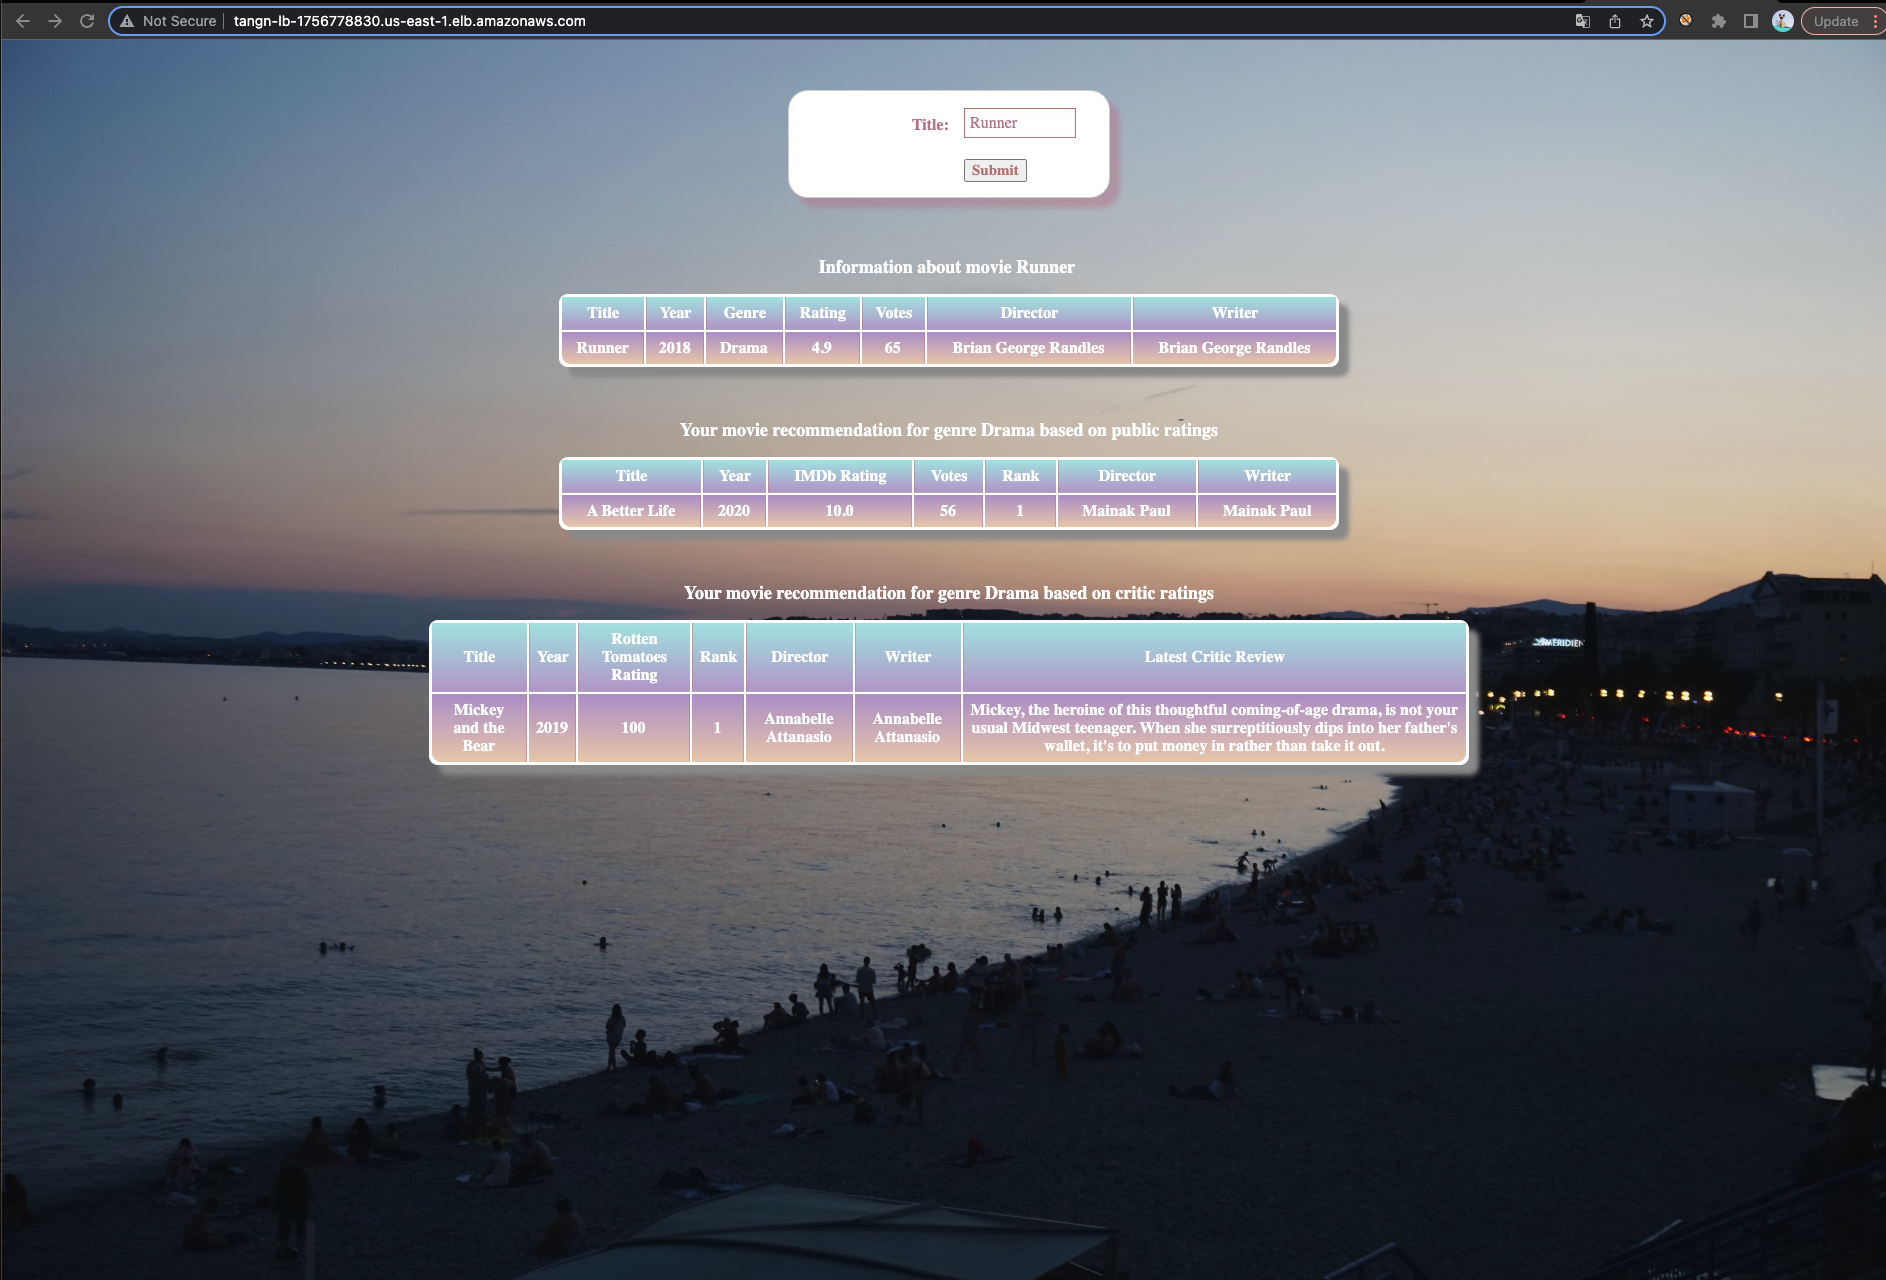 Not Secure
tangn-lb-1756778830.us-east-1.elb.amazonaws.com
Update
Title: Runner
Submit
Information about movie Runner
Title Year Genre Rating Votes Director Writer
Runner 2018 Drama 4.9 65 Brian George Randles Brian George Randles
Your movie recommendation for genre Drama based on public ratings
Title Year IMDb Rating Votes Rank Director Writer
A Better Life 2020 10.0 56 1 Mainak Paul Mainak Paul
Your movie recommendation for genre Drama based on critic ratings
Title
Year
Rotten
Tomatoes
Rating
Rank
Director
Writer
Latest Critic Review
Mickey
and the
Bear
2019
100
1
Annabelle
Attanasio
Annabelle
Attanasio
Mickey, the heroine of this thoughtful coming-of-age drama, is not your
usual Midwest teenager. When she surreptitiously dips into her father's
wallet, it's to put money in rather than take it out.
MERIDIEN